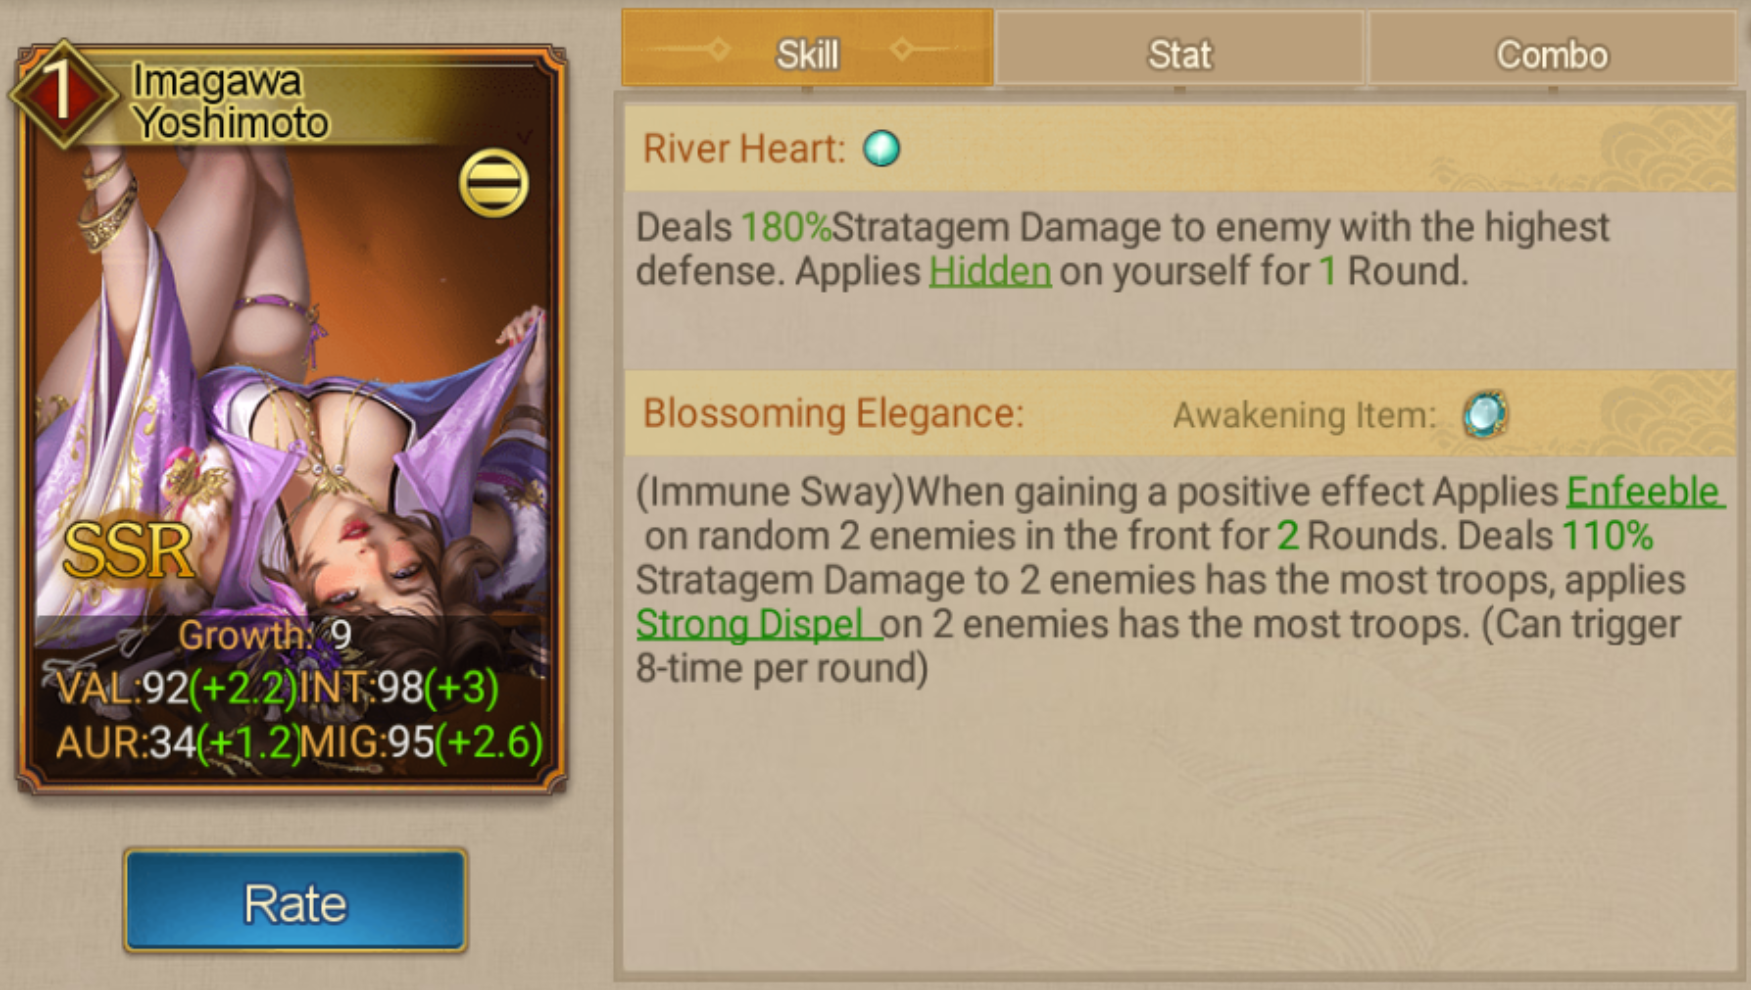 1
Imagawa
Yoshimoto
SSR
Growth: 9
VAL:92(+2.2)INT:98(+3)
AUR:34(+1.2)MIG:95(+2.6)
Rate
Skill
Stat
Combo
River Heart:
Deals 180%Stratagem Damage to enemy with the highest
defense. Applies Hidden on yourself for 1 Round.
Blossoming Elegance:
Awakening Item:
(Immune Sway)When gaining a positive effect Applies Enfeeble
on random 2 enemies in the front for 2 Rounds. Deals 110%
Stratagem Damage to 2 enemies has the most troops, applies
Strong Dispel on 2 enemies has the most troops. (Can trigger
8-time per round)